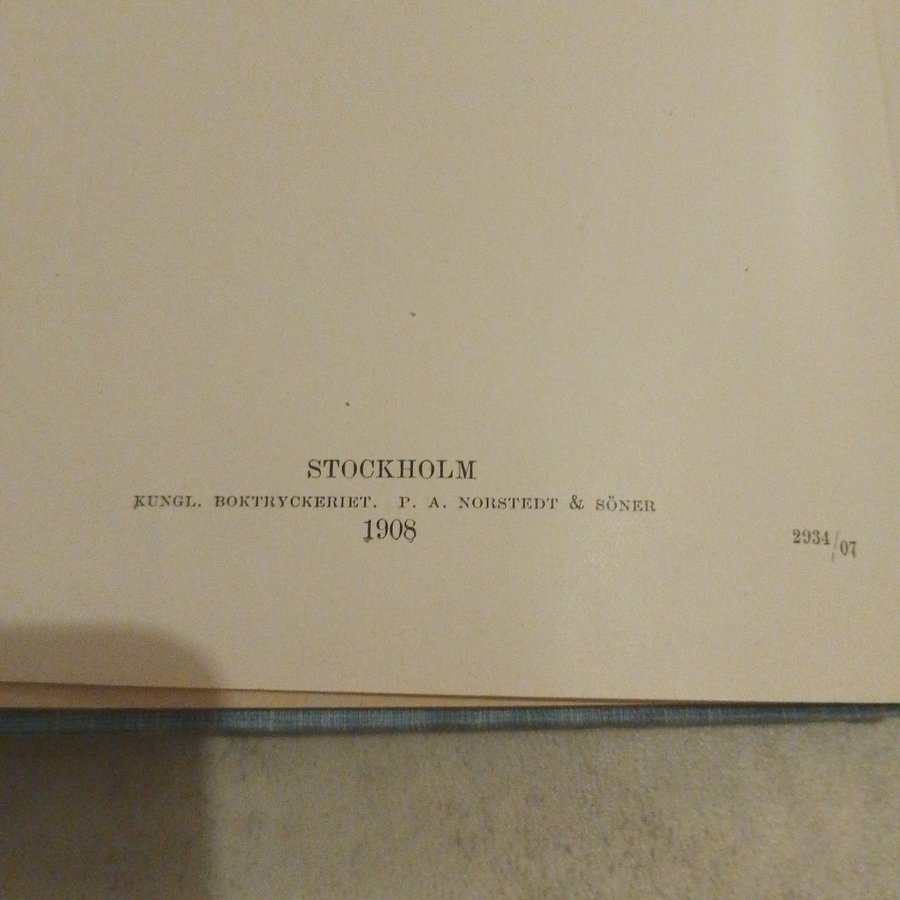 STOCKHOLM
KUNGL. BOKTRYCKERIET. P. A. NORSTEDT & SÖNER
1908
2934/07